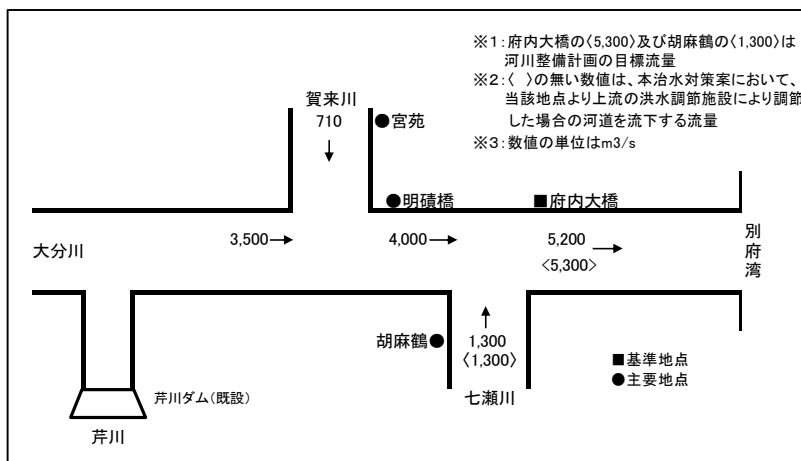 ※1：府内大橋の〈5,300〉及び胡麻鶴の〈1,300〉は
河川整備計画の目標流量
※2：〈　〉の無い数値は、本治水対策案において、
当該地点より上流の洪水調節施設により調節
した場合の河道を流下する流量
※3：数値の単位はm3/s
賀来川
710
↓
●宮苑
●明磧橋
■府内大橋
大分川
3,500→
4,000→
5,200
→
〈5,300〉
別府湾
胡麻鶴●
↑
1,300
〈1,300〉
七瀬川
■基準地点
●主要地点
芹川ダム（既設）
芹川